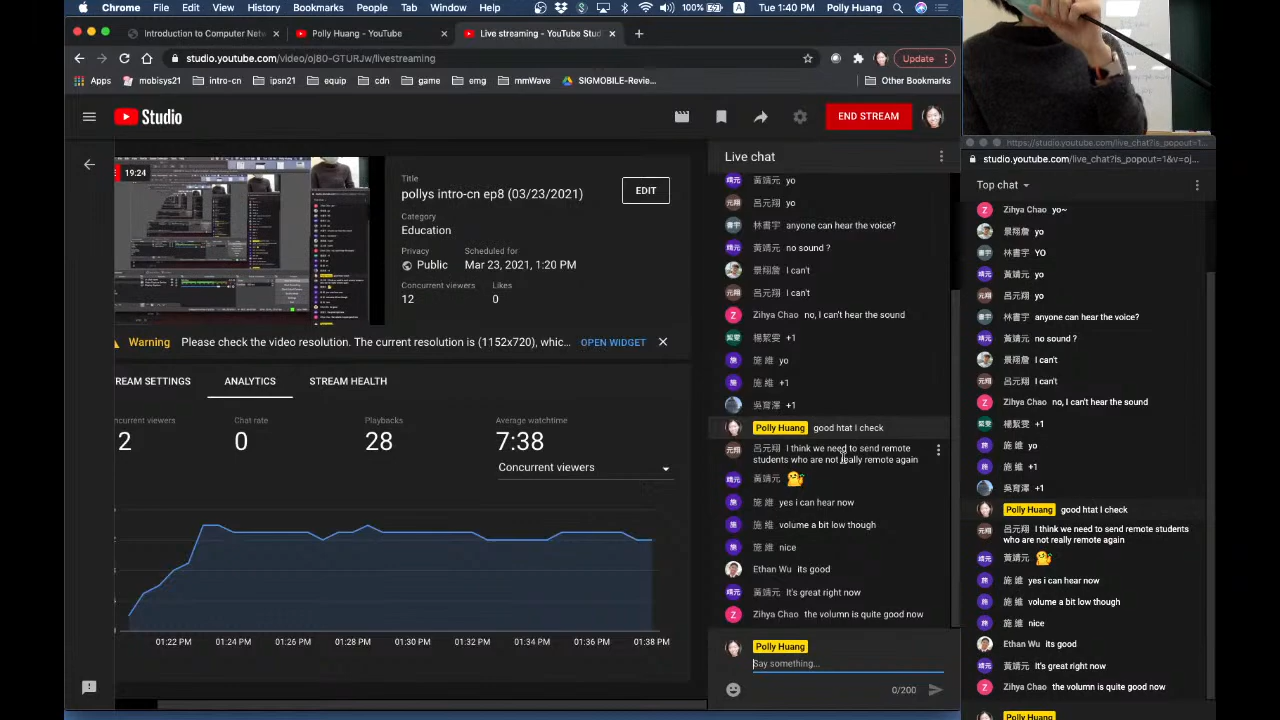 Chrome File Edit View History Bookmarks People Tab Window Help 100% A Tue 1:40 PM Polly Huang
Introduction to Computer Netw
Polly Huang - YouTube
Live streaming - YouTube Stud
studio.youtube.com/video/oj80-GTURJw/livestreaming
Update
Apps mobisys21 intro-cn ipsn21 equip cdn game emg mmWave SIGMOBILE-Revie... Other Bookmarks
Studio
END STREAM
19:24
Title
pollys intro-cn ep8 (03/23/2021)
EDIT
Category
Education
Privacy Scheduled for
Public Mar 23, 2021, 1:20 PM
Concurrent viewers Likes
12 0
Warning Please check the video resolution. The current resolution is (1152x720), whic... OPEN WIDGET
REAM SETTINGS ANALYTICS STREAM HEALTH
ncurrent viewers Chat rate Playbacks Average watchtime
2 0 28 7:38
Concurrent viewers
01:22 PM 01:24 PM 01:26 PM 01:28 PM 01:30 PM 01:32 PM 01:34 PM 01:36 PM 01:38 PM
Live chat
黃靖元 yo
呂元翔 yo
林書宇 anyone can hear the voice?
黃靖元 no sound ?
景翔詹 I can't
呂元翔 I can't
Z Zihya Chao no, I can't hear the sound
楊絜雯 +1
施 維 yo
施 維 +1
吳育澤 +1
Polly Huang good htat I check
呂元翔 I think we need to send remote
students who are not really remote again
黃靖元
施 維 yes i can hear now
施 維 volume a bit low though
施 維 nice
Ethan Wu its good
黃靖元 It's great right now
Z Zihya Chao the volumn is quite good now
Polly Huang
Say something...
0/200
https://studio.youtube.com/live_chat?is_popout=1...
studio.youtube.com/live_chat?is_popout=1&v=oj...
Top chat
Z Zihya Chao yo~
景翔詹 yo
林書宇 YO
黃靖元 yo
呂元翔 yo
林書宇 anyone can hear the voice?
黃靖元 no sound ?
景翔詹 I can't
呂元翔 I can't
Z Zihya Chao no, I can't hear the sound
楊絜雯 +1
施 維 yo
施 維 +1
吳育澤 +1
Polly Huang good htat I check
呂元翔 I think we need to send remote students
who are not really remote again
黃靖元
施 維 yes i can hear now
施 維 volume a bit low though
施 維 nice
Ethan Wu its good
黃靖元 It's great right now
Z Zihya Chao the volumn is quite good now
Polly Huang